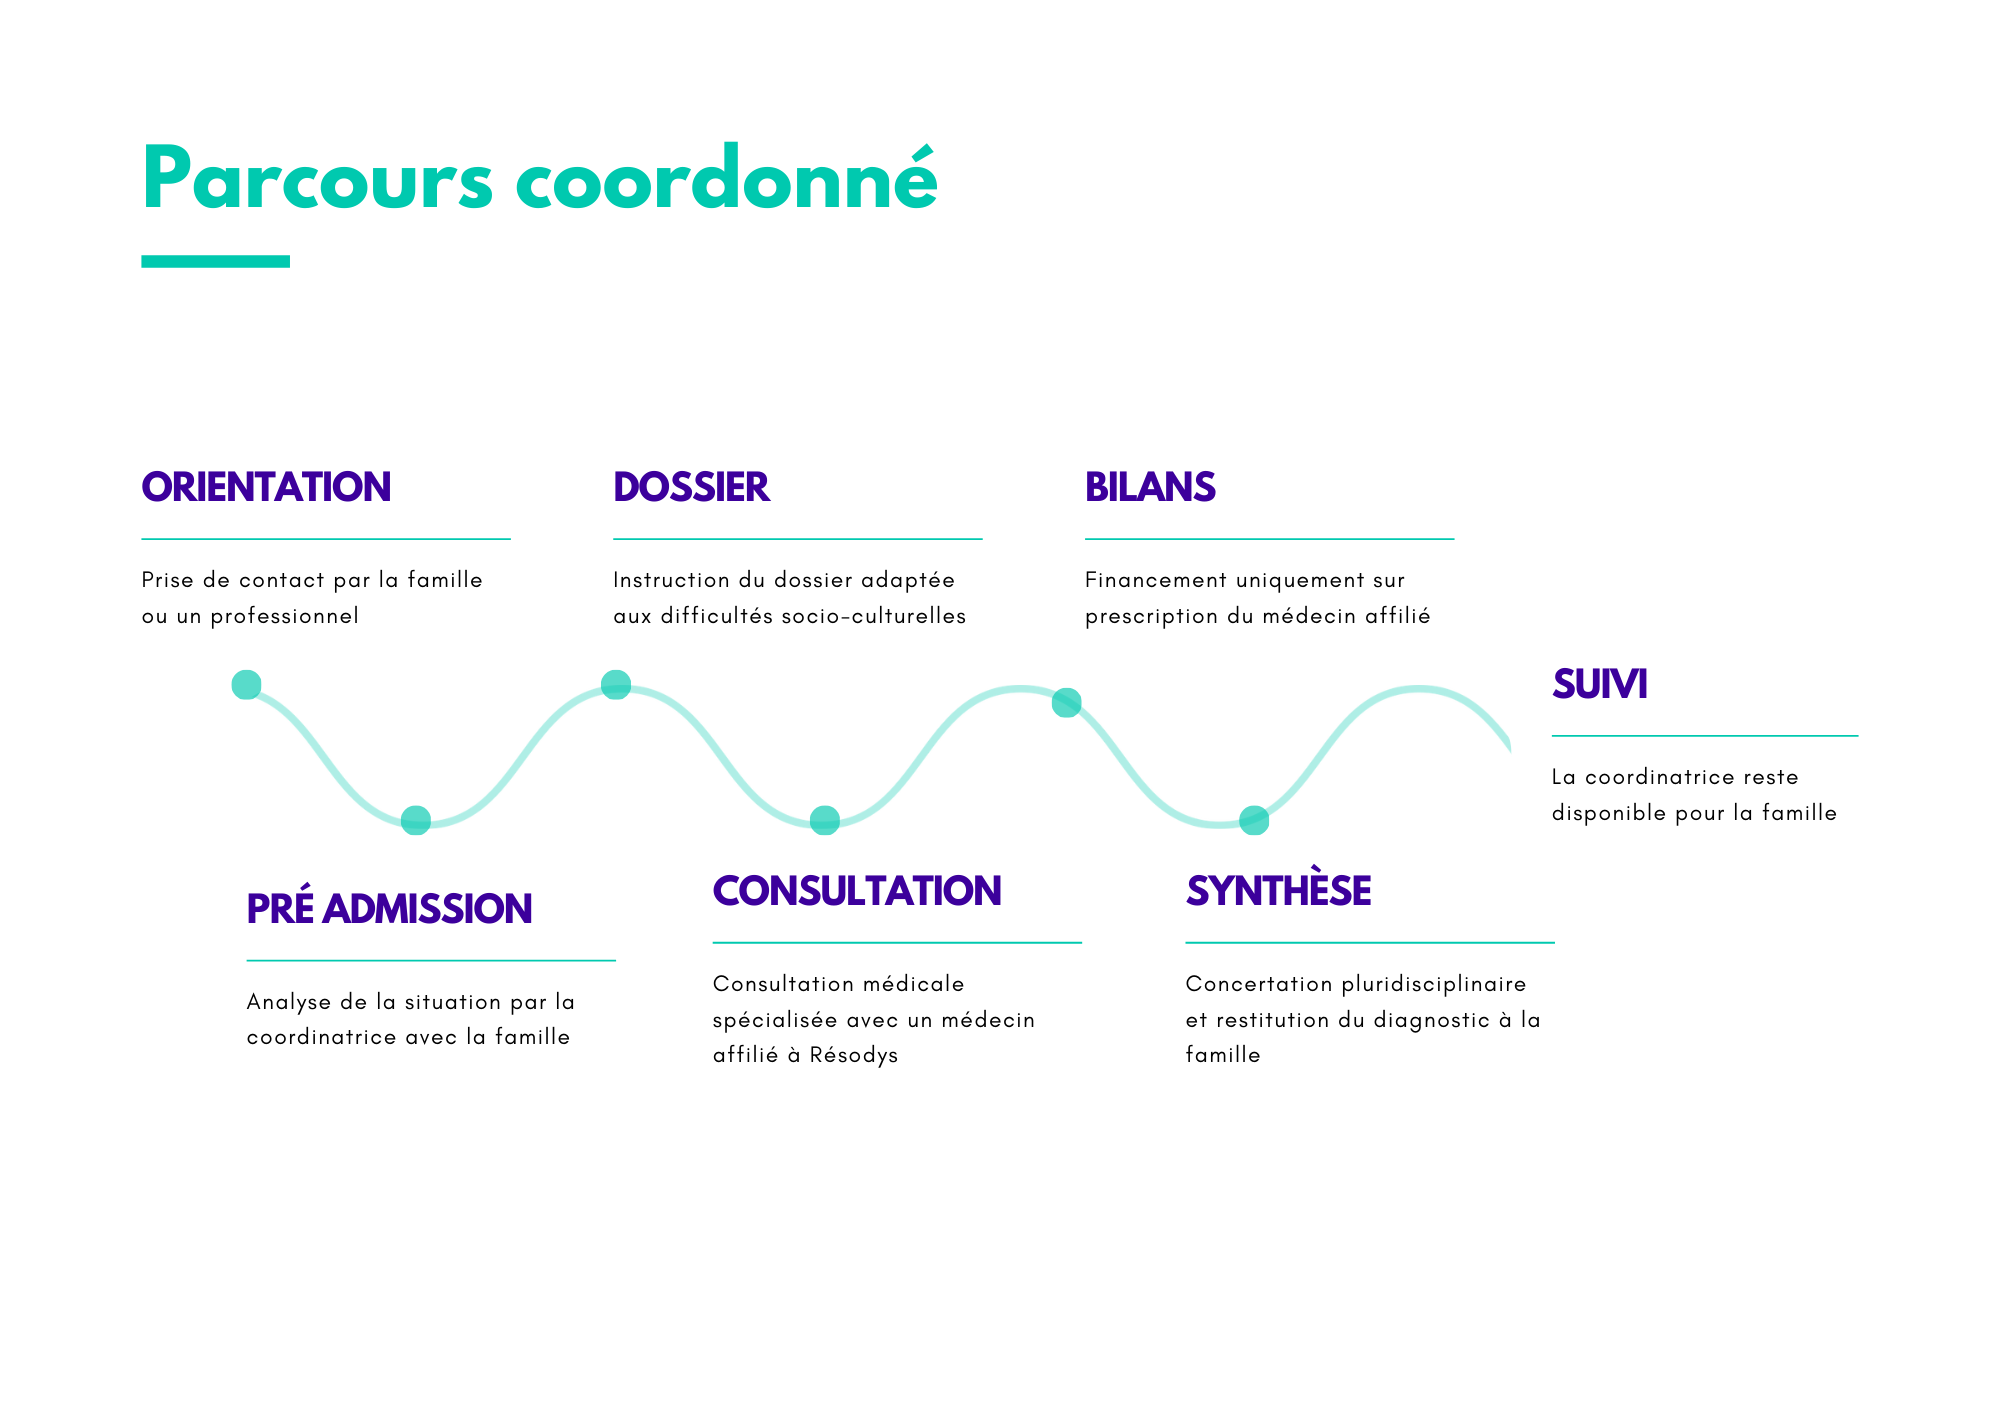 Parcours coordonné
ORIENTATION
Prise de contact par la famille
ou un professionnel
PRÉ ADMISSION
Analyse de la situation par la
coordinatrice avec la famille
DOSSIER
Instruction du dossier adaptée
aux difficultés socio-culturelles
CONSULTATION
Consultation médicale
spécialisée avec un médecin
affilié à Résodys
BILANS
Financement uniquement sur
prescription du médecin affilié
SYNTHÈSE
Concertation pluridisciplinaire
et restitution du diagnostic à la
famille
SUIVI
La coordinatrice reste
disponible pour la famille